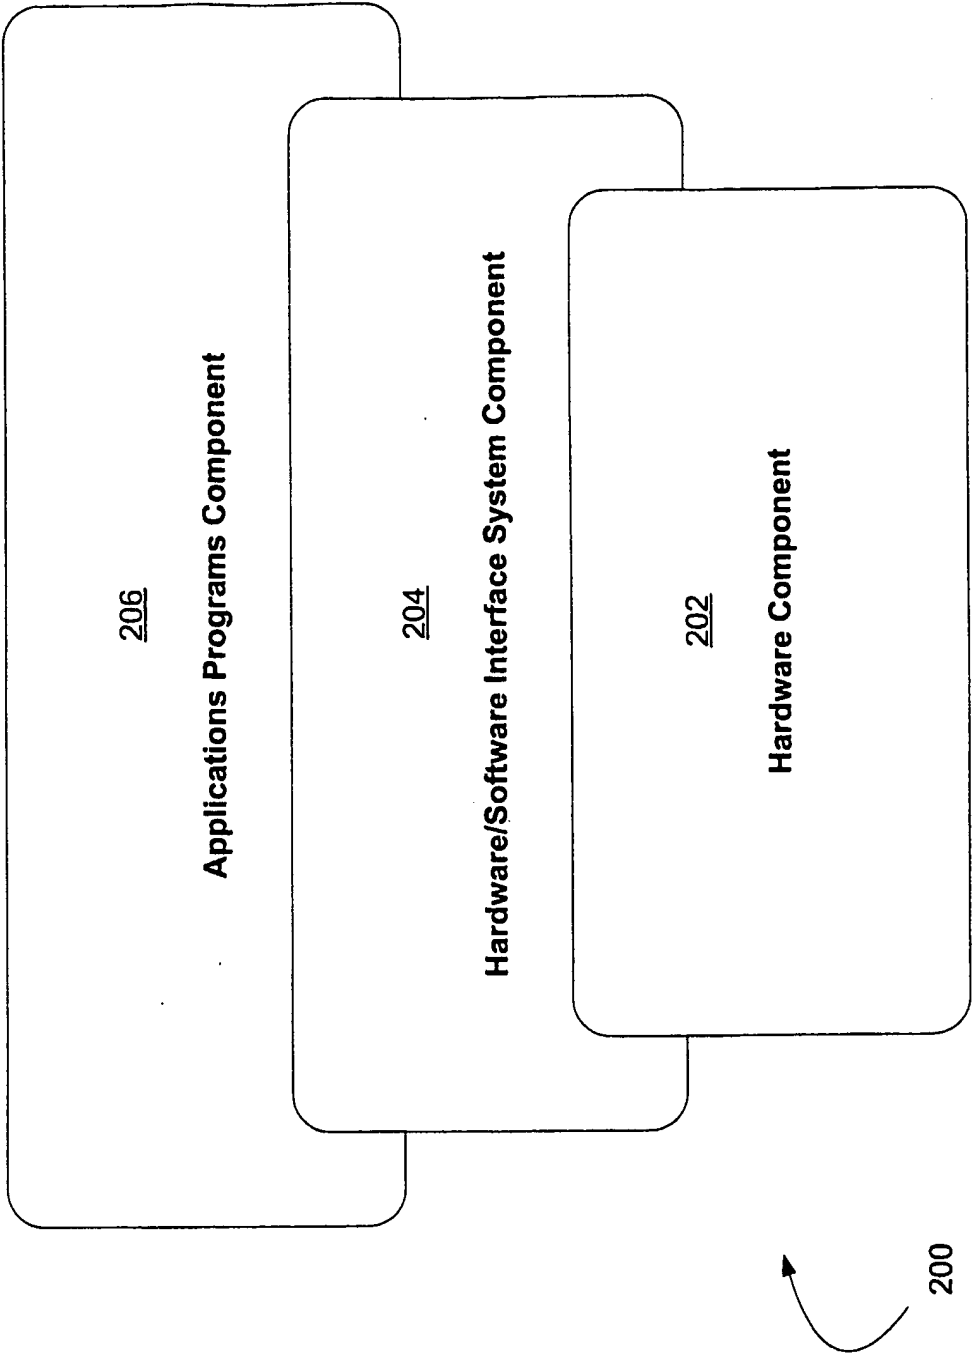 206
Applications Programs Component
204
Hardware/Software Interface System Component
202
Hardware Component
200